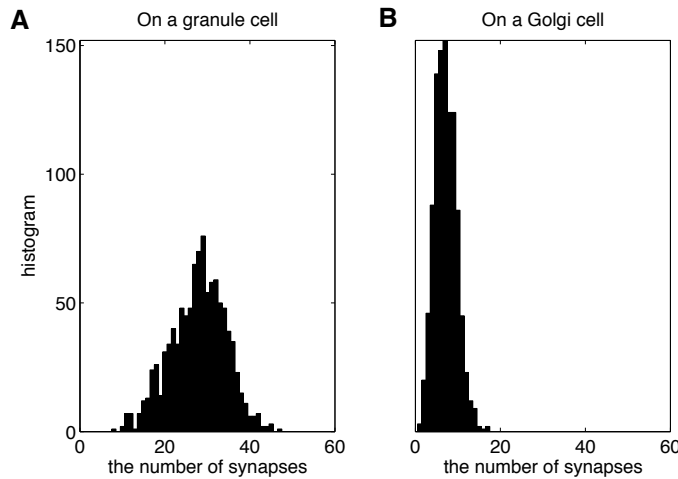 A
On a granule cell
B
On a Golgi cell
150
100
50
0
histogram
0
20
40
60
the number of synapses
0
20
40
60
the number of synapses